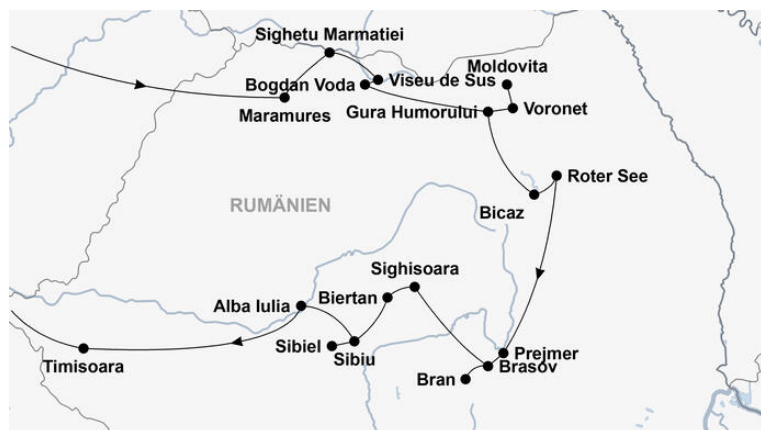 Sighetu Marmatiei
Moldovita
Bogdan Voda
Viseu de Sus
Maramures
Gura Humorului
Voronet
Roter See
RUMÄNIEN
Bicaz
Sighisoara
Alba Iulia
Biertan
Sibiel
Sibiu
Prejmer
Timisoara
Bran
Brasov